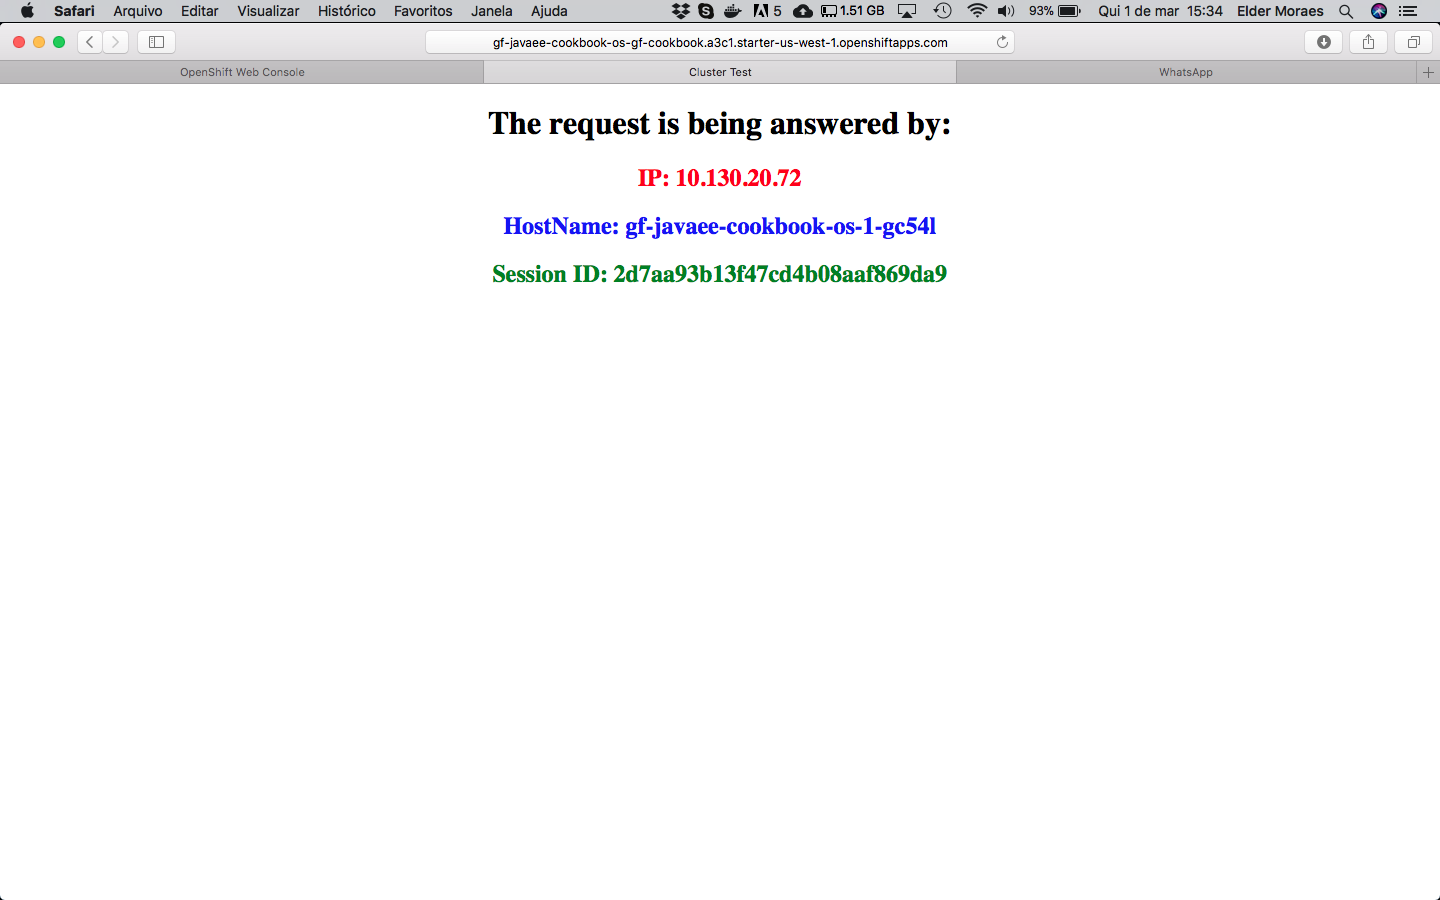 Safari Arquivo Editar Visualizar Histórico Favoritos Janela Ajuda 5 1.51 GB 93% Qui 1 de mar 15:34 Elder Moraes
gf-javaee-cookbook-os-gf-cookbook.a3c1.starter-us-west-1.openshiftapps.com
OpenShift Web Console Cluster Test WhatsApp
The request is being answered by:
IP: 10.130.20.72
HostName: gf-javaee-cookbook-os-1-gc54l
Session ID: 2d7aa93b13f47cd4b08aaf869da9